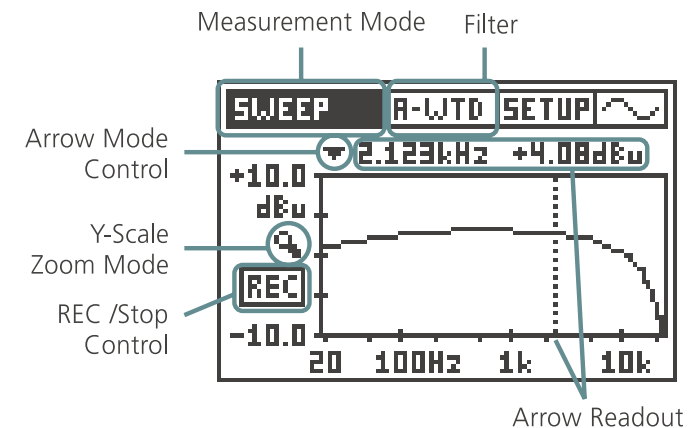 Measurement Mode Filter
SWEEP A-WTD SETUP
Arrow Mode
Control
2.123kHz +4.08dBu
+10.0
dBu
Y-Scale
Zoom Mode
REC
REC /Stop
Control
-10.0
20 100Hz 1k 10k
Arrow Readout